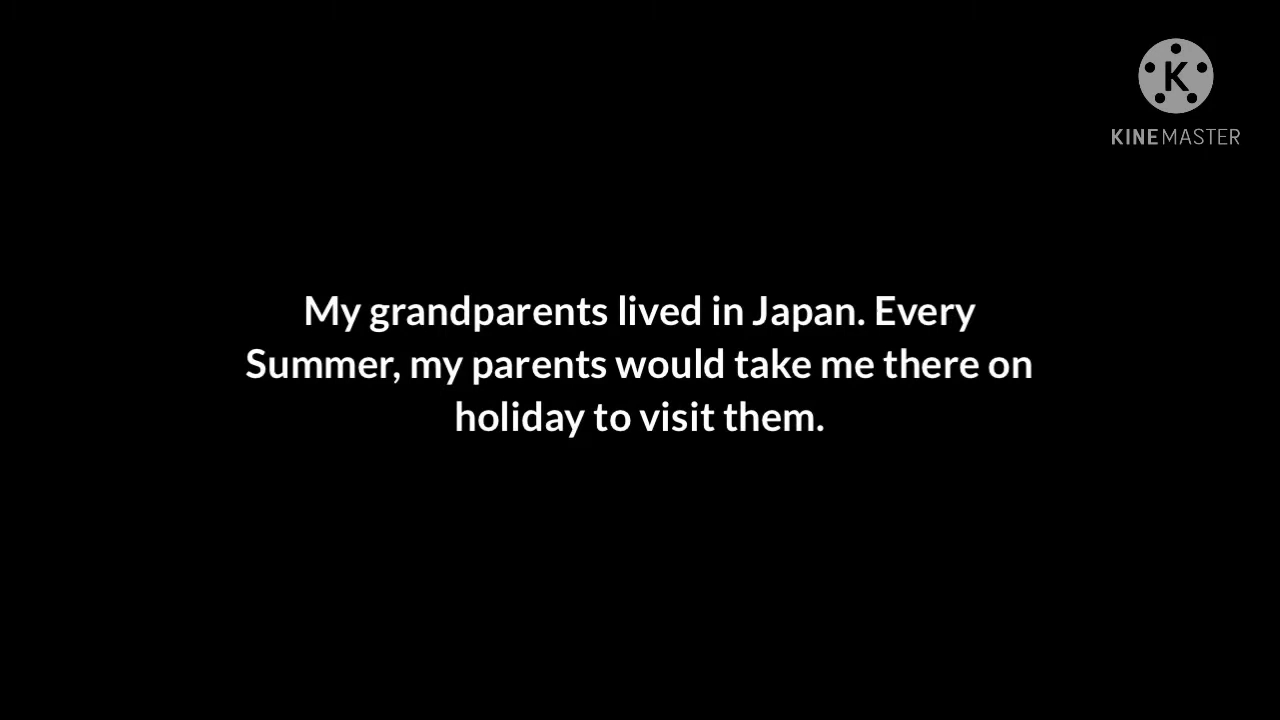 K
KINEMASTER
My grandparents lived in Japan. Every
Summer, my parents would take me there on
holiday to visit them.